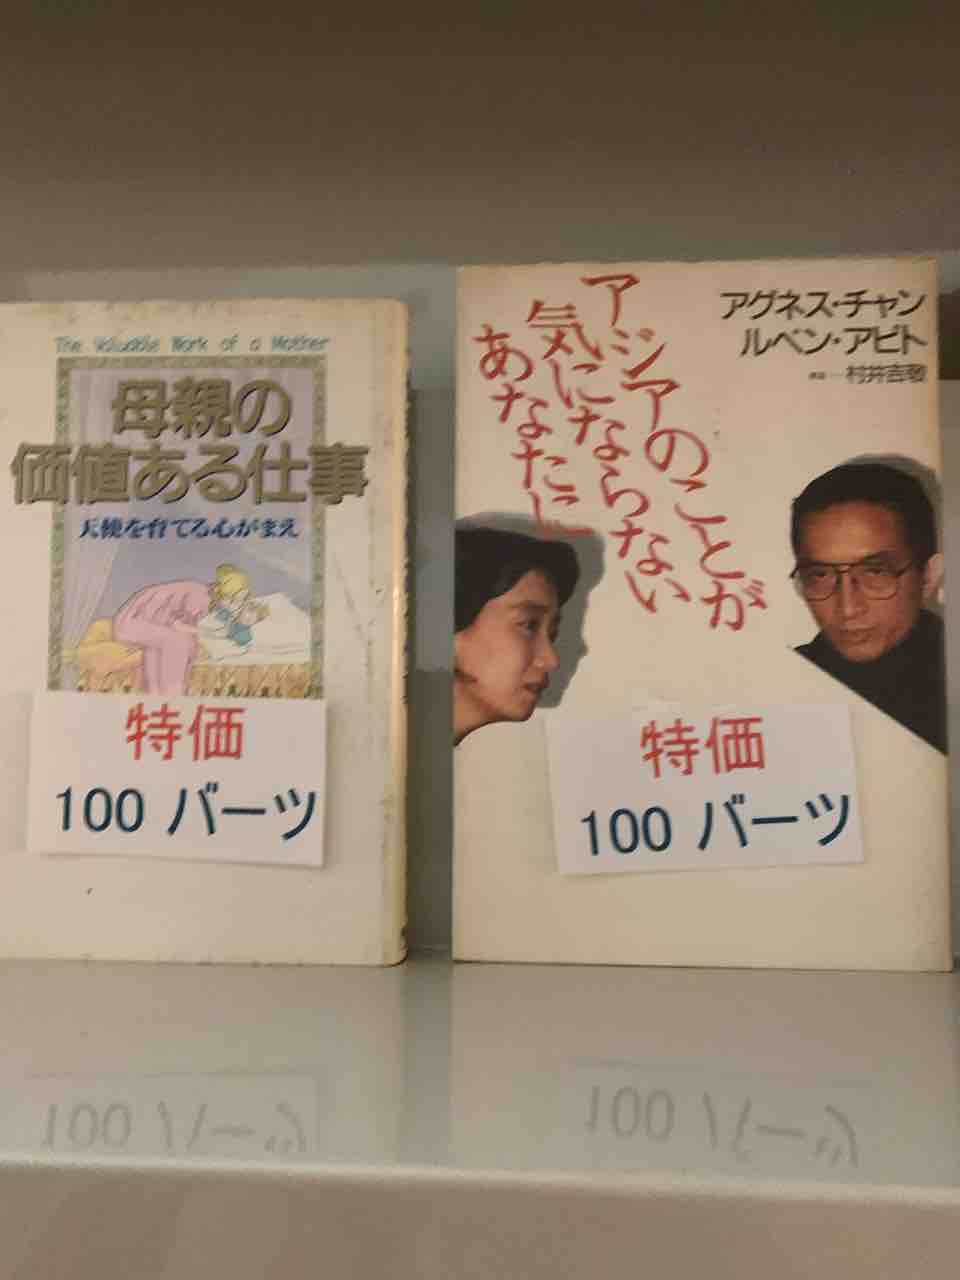 The Valuable Work of a Mother
母親の
価値ある仕事
天使を育てる心がまえ
特価
100 バーツ
アジアのことが
気にならない
あなたに
アグネス・チャン
ルベン・アビト
村井吉敬
特価
100 バーツ